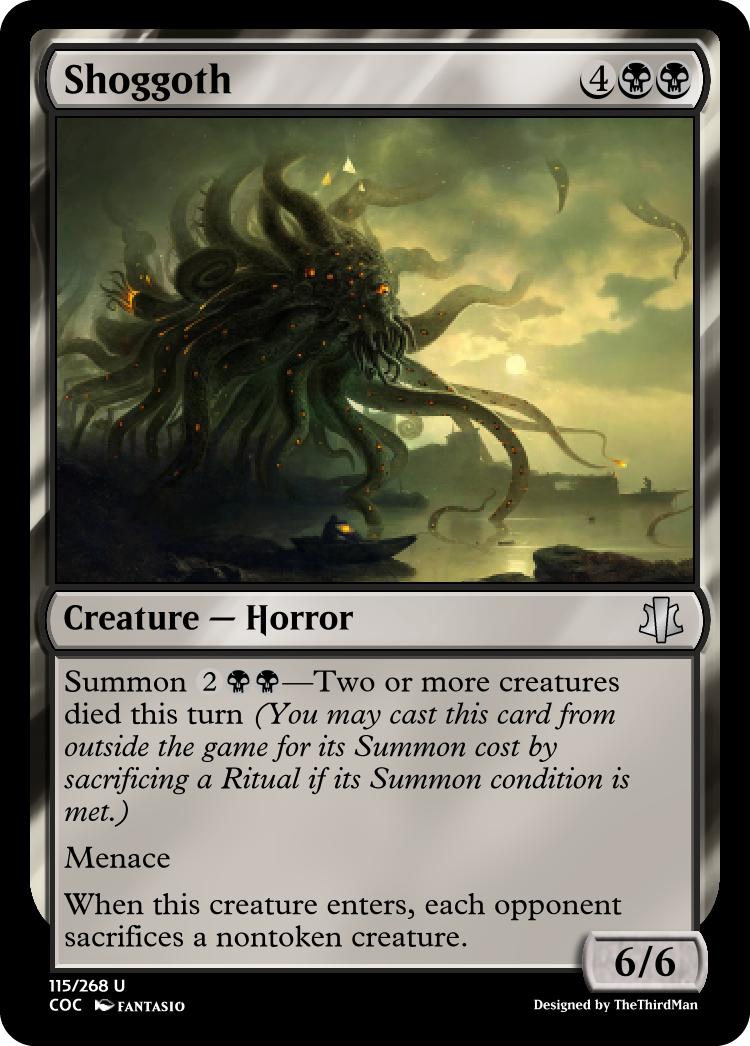 Shoggoth 4
Creature — Horror
Summon 2 —Two or more creatures
died this turn (You may cast this card from
outside the game for its Summon cost by
sacrificing a Ritual if its Summon condition is
met.)
Menace
When this creature enters, each opponent
sacrifices a nontoken creature.
6/6
115/268 U
COC FANTASIO
Designed by TheThirdMan